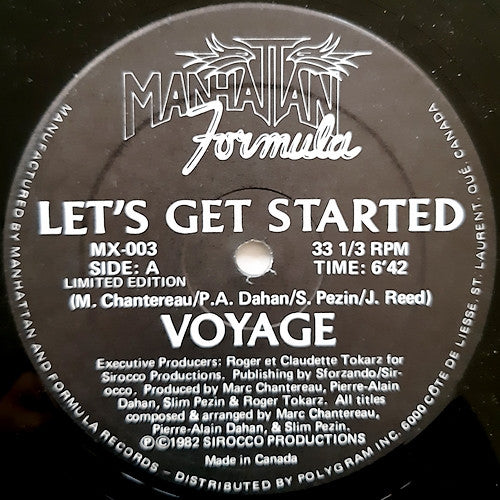 MANHATTAN
Formula
LET'S GET STARTED
MX-003
33 1/3 RPM
SIDE: A
TIME: 6'42
LIMITED EDITION
(M. Chantereau/P.A. Dahan/S. Pezin/J. Reed)
VOYAGE
Executive Producers: Roger et Claudette Tokarz for
Sirocco Productions. Publishing by Sforzando/Sir-
occo. Produced by Marc Chantereau, Pierre-Alain
Dahan, Slim Pezin & Roger Tokarz. All titles
composed & arranged by Marc Chantereau,
Pierre-Alain Dahan, & Slim Pezin.
ⓅⒸ1982 SIROCCO PRODUCTIONS
Made in Canada
MANUFACTURED BY MANHATTAN AND FORMULA RECORDS - DISTRIBUTED BY POLYGRAM INC. 6000 CÔTE DE LIESSE, ST. LAURENT, QUÉ. CANADA